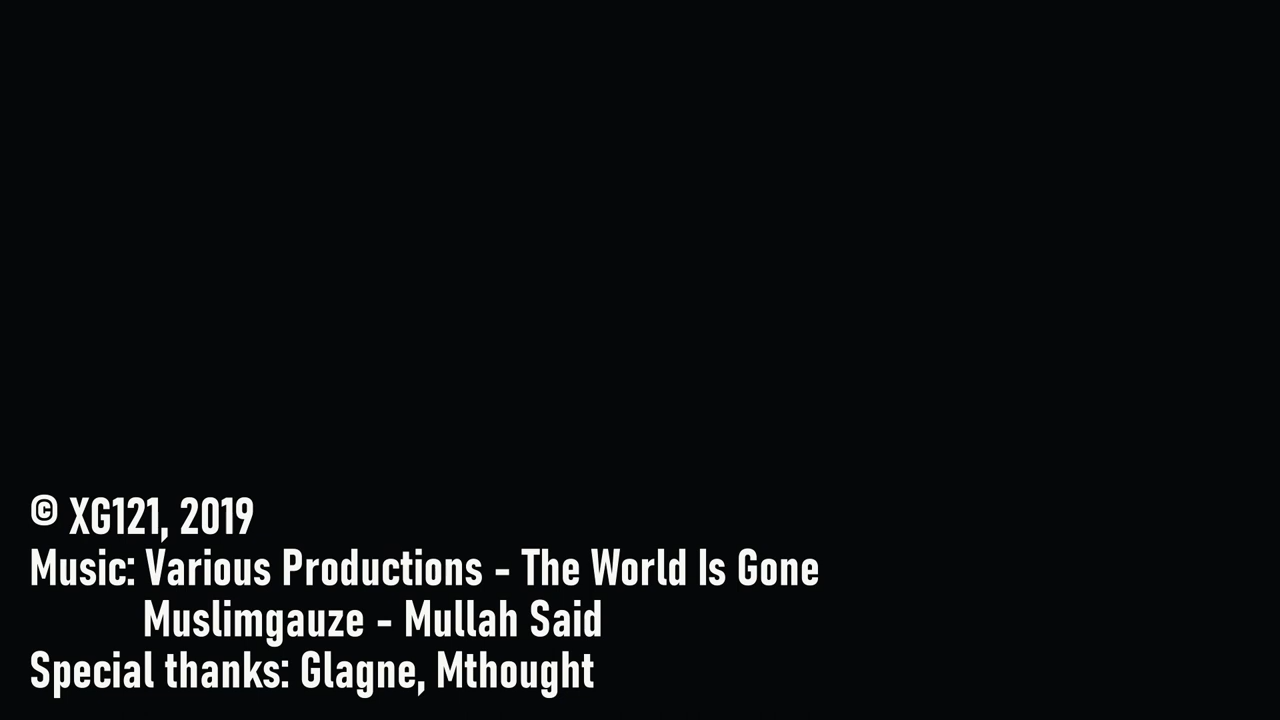 © XG121, 2019
Music: Various Productions - The World Is Gone
Muslimgauze - Mullah Said
Special thanks: Glagne, Mthought